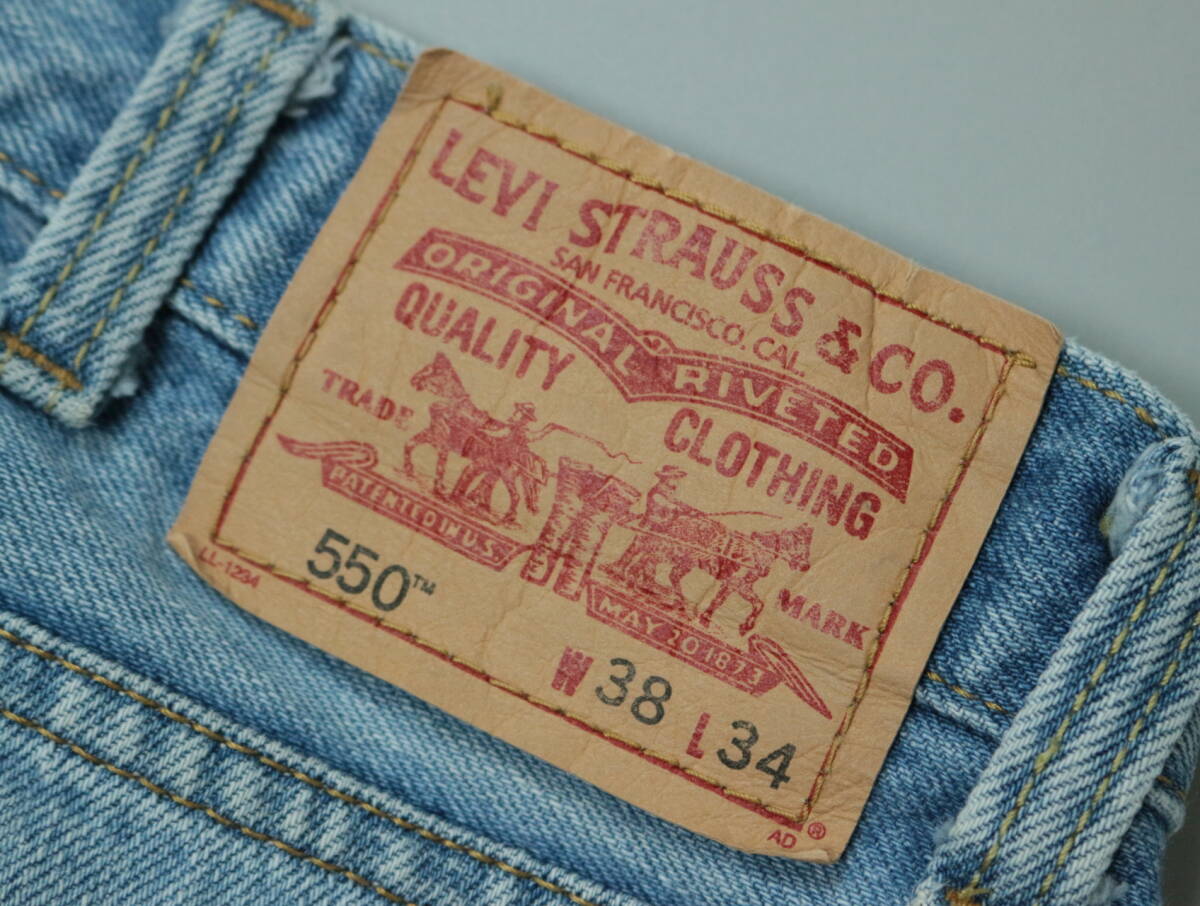 LEVI STRAUSS & CO.
SAN FRANCISCO, CAL.
ORIGINAL RIVETED
QUALITY CLOTHING
TRADE MARK
PATENTED IN U.S. MAY 20 1873
LL-1234
550™
W 38 L 34
AD ®